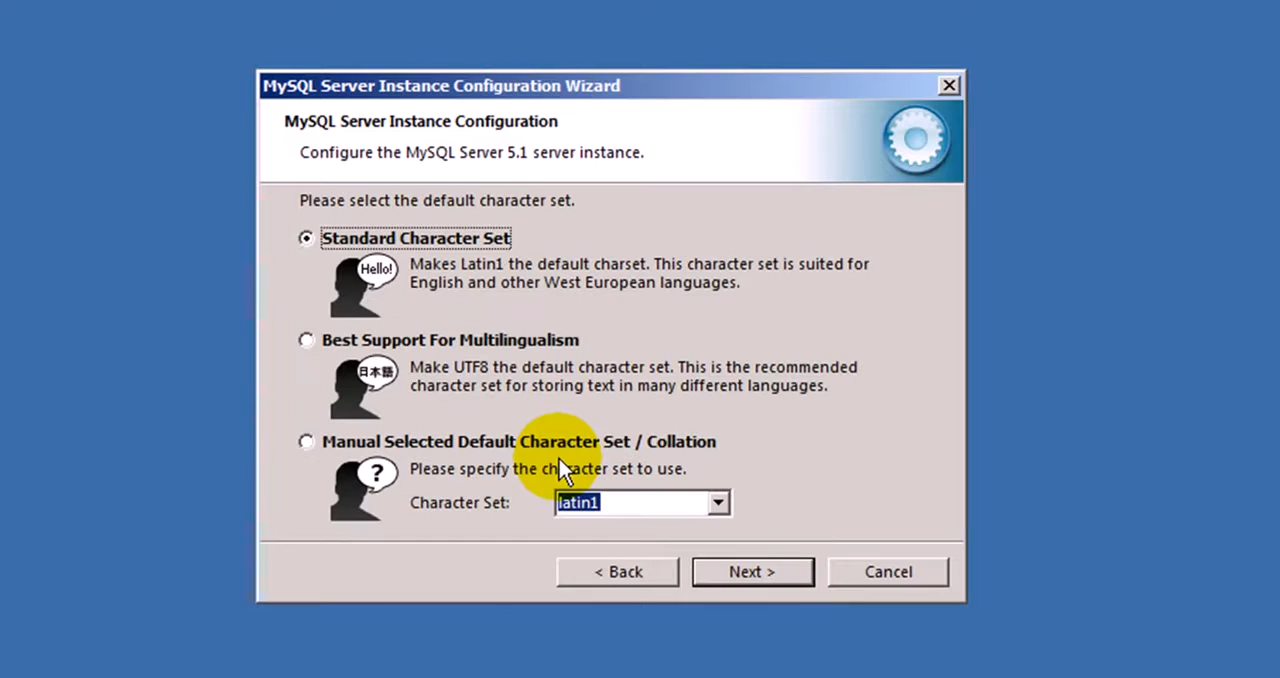 MySQL Server Instance Configuration Wizard
MySQL Server Instance Configuration
Configure the MySQL Server 5.1 server instance.
Please select the default character set.
Standard Character Set
Hello!
Makes Latin1 the default charset. This character set is suited for
English and other West European languages.
Best Support For Multilingualism
日本語
Make UTF8 the default character set. This is the recommended
character set for storing text in many different languages.
Manual Selected Default Character Set / Collation
?
Please specify the character set to use.
Character Set: latin1
< Back Next > Cancel